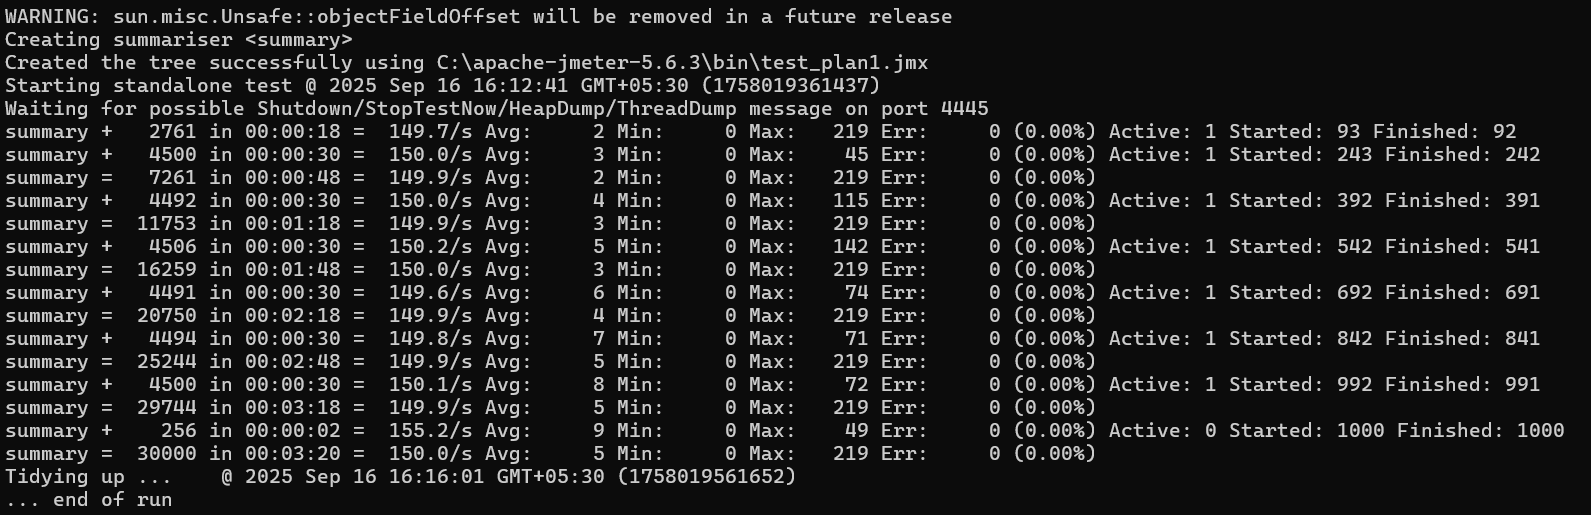 WARNING: sun.misc.Unsafe::objectFieldOffset will be removed in a future release
Creating summariser <summary>
Created the tree successfully using C:\apache-jmeter-5.6.3\bin\test_plan1.jmx
Starting standalone test @ 2025 Sep 16 16:12:41 GMT+05:30 (1758019361437)
Waiting for possible Shutdown/StopTestNow/HeapDump/ThreadDump message on port 4445
summary +   2761 in 00:00:18 =  149.7/s Avg:     2 Min:     0 Max:   219 Err:     0 (0.00%) Active: 1 Started: 93 Finished: 92
summary +   4500 in 00:00:30 =  150.0/s Avg:     3 Min:     0 Max:    45 Err:     0 (0.00%) Active: 1 Started: 243 Finished: 242
summary =   7261 in 00:00:48 =  149.9/s Avg:     2 Min:     0 Max:   219 Err:     0 (0.00%)
summary +   4492 in 00:00:30 =  150.0/s Avg:     4 Min:     0 Max:   115 Err:     0 (0.00%) Active: 1 Started: 392 Finished: 391
summary =  11753 in 00:01:18 =  149.9/s Avg:     3 Min:     0 Max:   219 Err:     0 (0.00%)
summary +   4506 in 00:00:30 =  150.2/s Avg:     5 Min:     0 Max:   142 Err:     0 (0.00%) Active: 1 Started: 542 Finished: 541
summary =  16259 in 00:01:48 =  150.0/s Avg:     3 Min:     0 Max:   219 Err:     0 (0.00%)
summary +   4491 in 00:00:30 =  149.6/s Avg:     6 Min:     0 Max:    74 Err:     0 (0.00%) Active: 1 Started: 692 Finished: 691
summary =  20750 in 00:02:18 =  149.9/s Avg:     4 Min:     0 Max:   219 Err:     0 (0.00%)
summary +   4494 in 00:00:30 =  149.8/s Avg:     7 Min:     0 Max:    71 Err:     0 (0.00%) Active: 1 Started: 842 Finished: 841
summary =  25244 in 00:02:48 =  149.9/s Avg:     5 Min:     0 Max:   219 Err:     0 (0.00%)
summary +   4500 in 00:00:30 =  150.1/s Avg:     8 Min:     0 Max:    72 Err:     0 (0.00%) Active: 1 Started: 992 Finished: 991
summary =  29744 in 00:03:18 =  149.9/s Avg:     5 Min:     0 Max:   219 Err:     0 (0.00%)
summary +    256 in 00:00:02 =  155.2/s Avg:     9 Min:     0 Max:    49 Err:     0 (0.00%) Active: 0 Started: 1000 Finished: 1000
summary =  30000 in 00:03:20 =  150.0/s Avg:     5 Min:     0 Max:   219 Err:     0 (0.00%)
Tidying up ...    @ 2025 Sep 16 16:16:01 GMT+05:30 (1758019561652)
... end of run